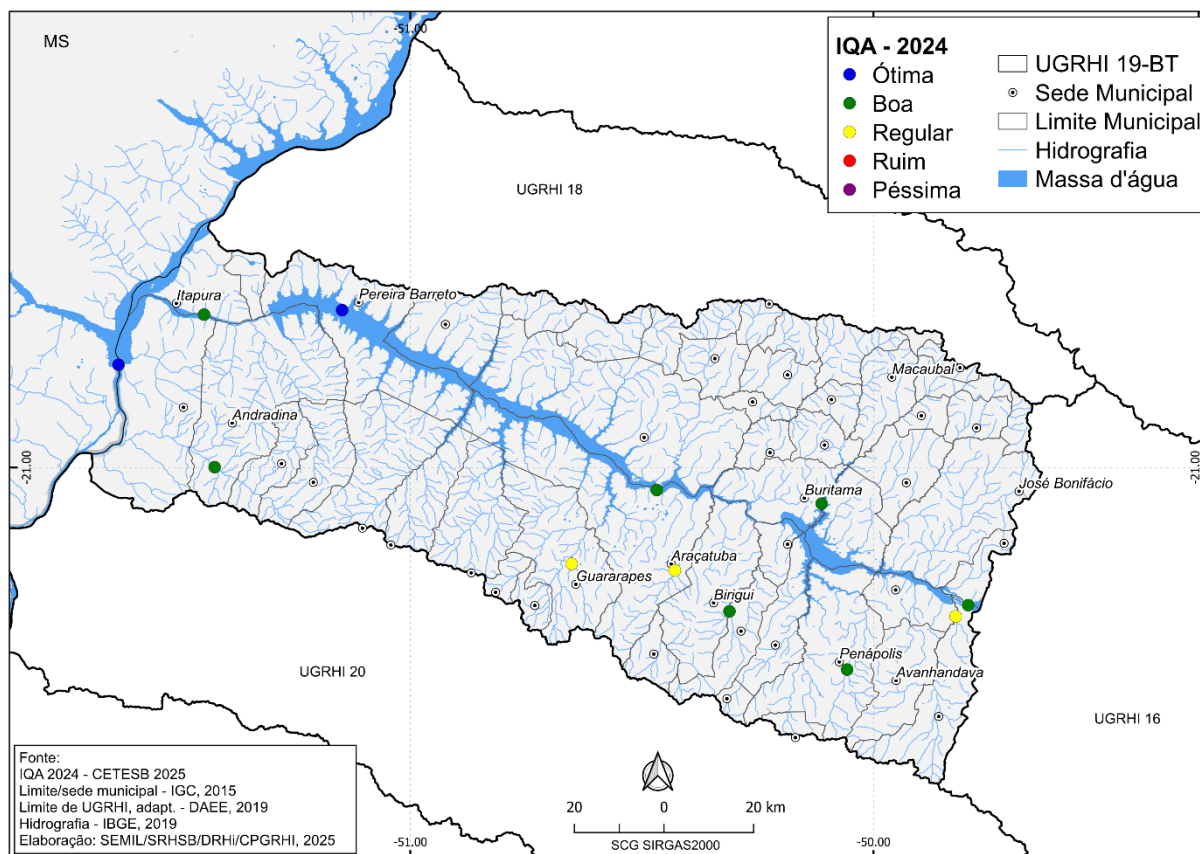 MS
-51.00
IQA - 2024
Ótima
Boa
Regular
Ruim
Péssima
UGRHI 19-BT
Sede Municipal
Limite Municipal
Hidrografia
Massa d'água
UGRHI 18
Itapura
Pereira Barreto
Macaubal
Andradina
-21.00
-21.00
José Bonifácio
Buritama
Araçatuba
Guararapes
Birigui
Penápolis
Avanhandava
UGRHI 20
UGRHI 16
Fonte:
IQA 2024 - CETESB 2025
Limite/sede municipal - IGC, 2015
Limite de UGRHI, adapt. - DAEE, 2019
Hidrografia - IBGE, 2019
Elaboração: SEMIL/SRHSB/DRHi/CPGRHI, 2025
20 0 20 km
SCG SIRGAS2000
-51.00
-50.00